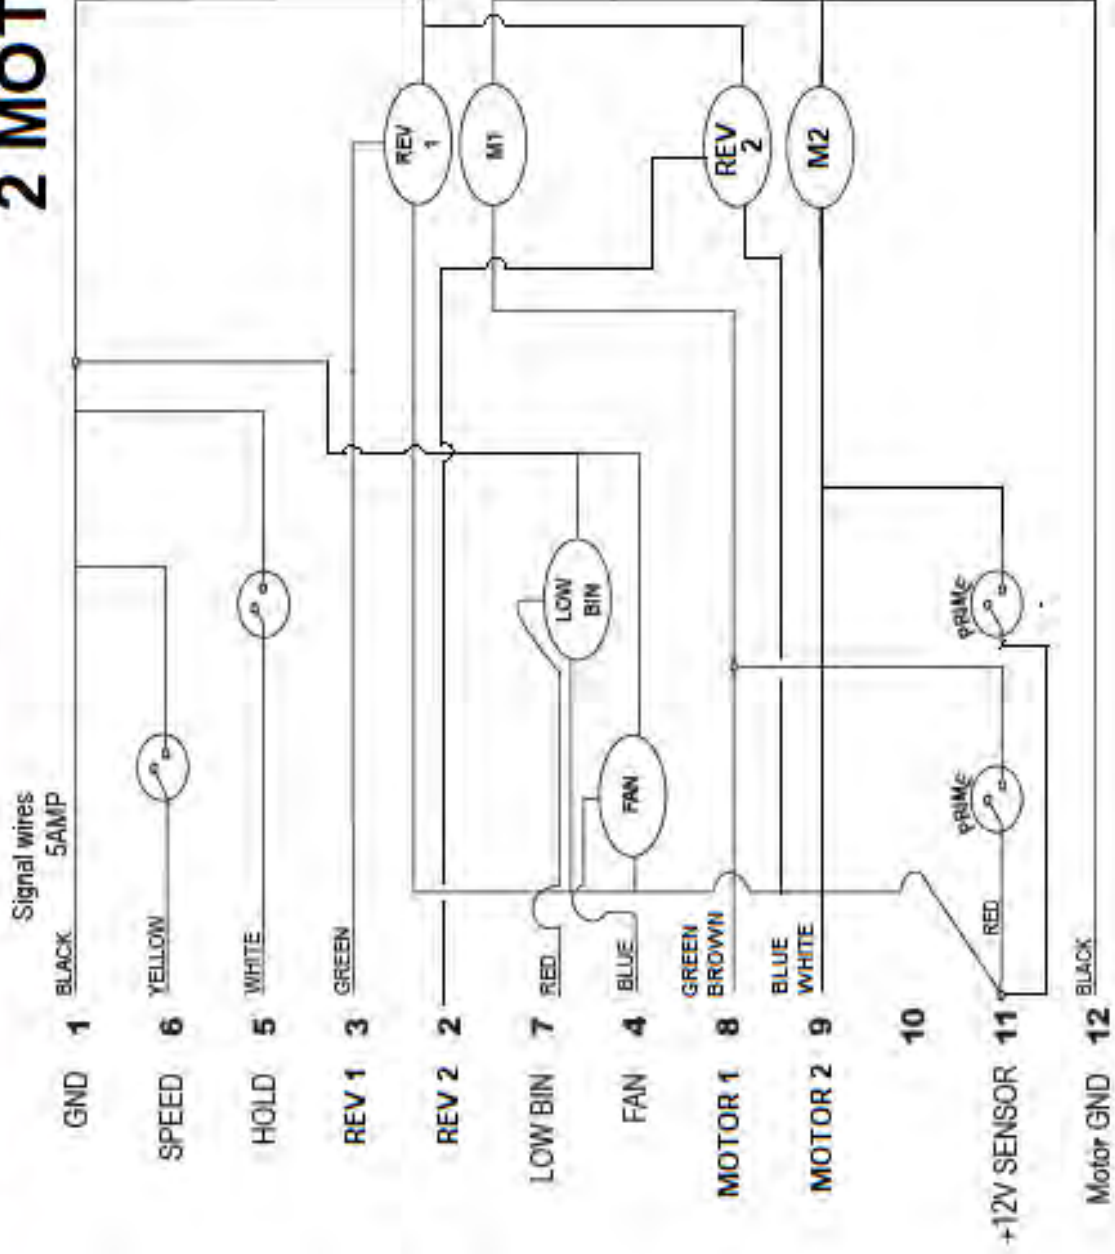 2 MOT
Signal wires
5AMP
REV 1
M1
REV 2
M2
LOW BIN
FAN
PRIMe
PRIMe
BLACK
YELLOW
WHITE
GREEN
RED
BLUE
GREEN BROWN
BLUE WHITE
RED
BLACK
GND 1
SPEED 6
HOLD 5
REV 1 3
REV 2 2
LOW BIN 7
FAN 4
MOTOR 1 8
MOTOR 2 9
10
+12V SENSOR 11
Motor GND 12